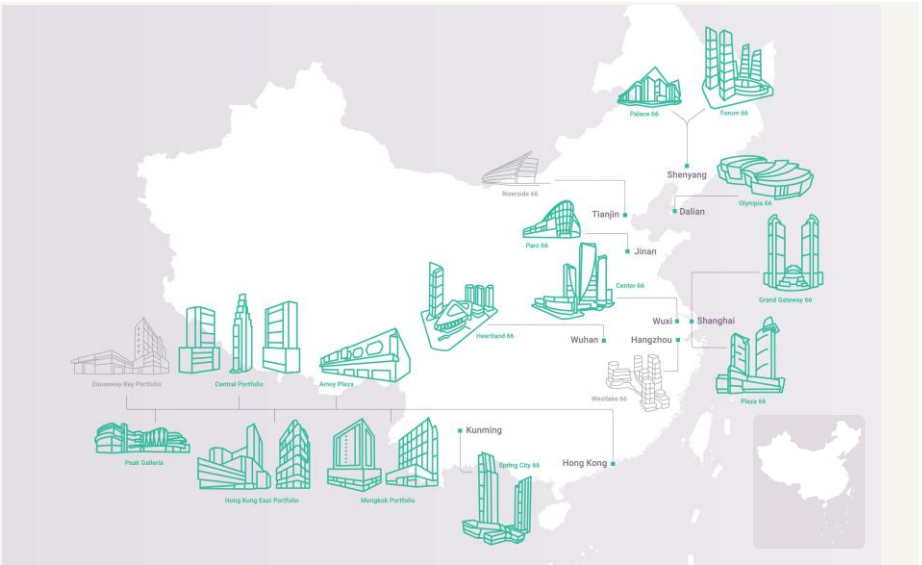 Palace 66
Forum 66
Shenyang
Riverside 66
Olympia 66
Tianjin
Dalian
Parc 66
Jinan
Center 66
Grand Gateway 66
Wuxi
Shanghai
Heartland 66
Wuhan
Hangzhou
Causeway Bay Portfolio
Central Portfolio
Amoy Plaza
Westlake 66
Plaza 66
Kunming
Peak Galleria
Spring City 66
Hong Kong
Hong Kong East Portfolio
Mongkok Portfolio